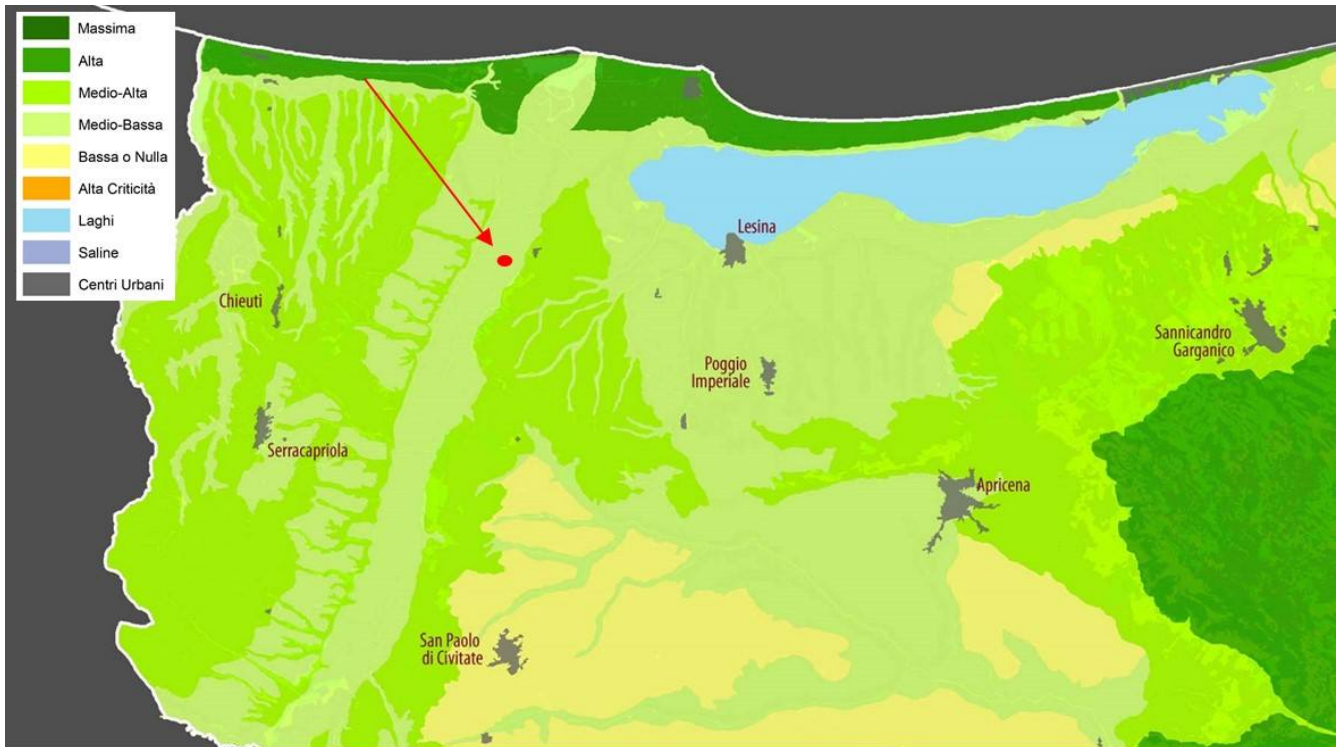 Massima
Alta
Medio-Alta
Medio-Bassa
Bassa o Nulla
Alta Criticità
Laghi
Saline
Centri Urbani
Lesina
Chieuti
Sannicandro
Garganico
Poggio
Imperiale
Serracapriola
Apricena
San Paolo
di Civitate